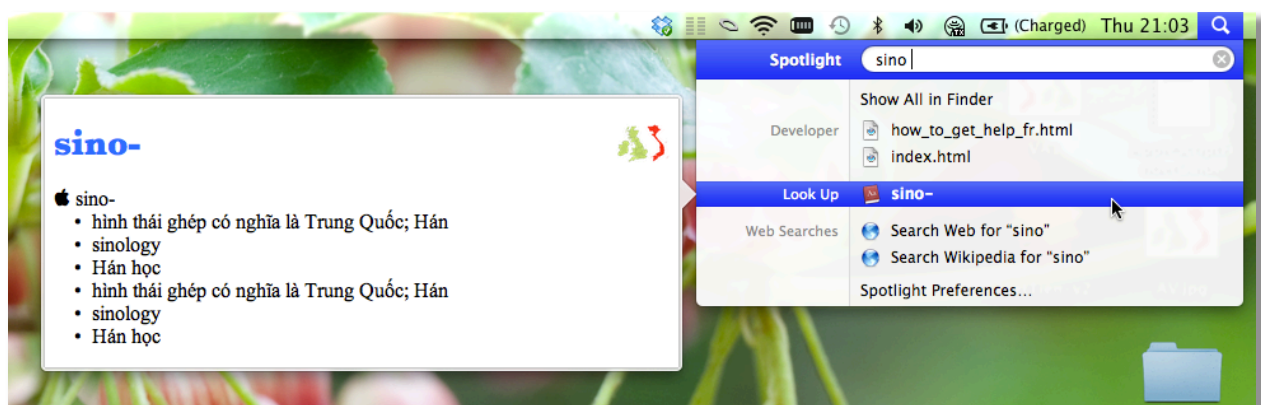 (Charged) Thu 21:03
Spotlight sino
Show All in Finder
Developer how_to_get_help_fr.html
index.html
Look Up sino-
Web Searches Search Web for “sino”
Search Wikipedia for “sino”
Spotlight Preferences...
sino-
sino-
• hình thái ghép có nghĩa là Trung Quốc; Hán
• sinology
• Hán học
• hình thái ghép có nghĩa là Trung Quốc; Hán
• sinology
• Hán học